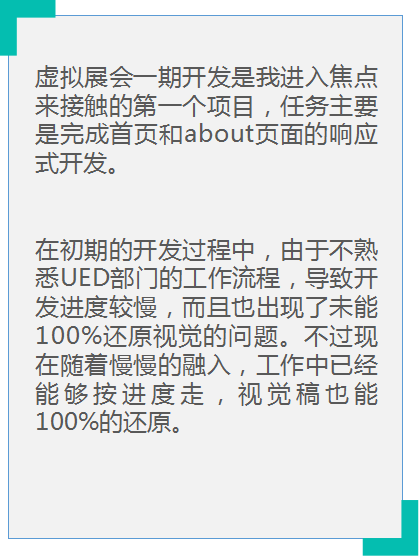 虚拟展会一期开发是我进入焦点
来接触的第一个项目，任务主要
是完成首页和about页面的响应
式开发。
在初期的开发过程中，由于不熟
悉UED部门的工作流程，导致开
发进度较慢，而且也出现了未能
100%还原视觉的问题。不过现
在随着慢慢的融入，工作中已经
能够按进度走，视觉稿也能
100%的还原。